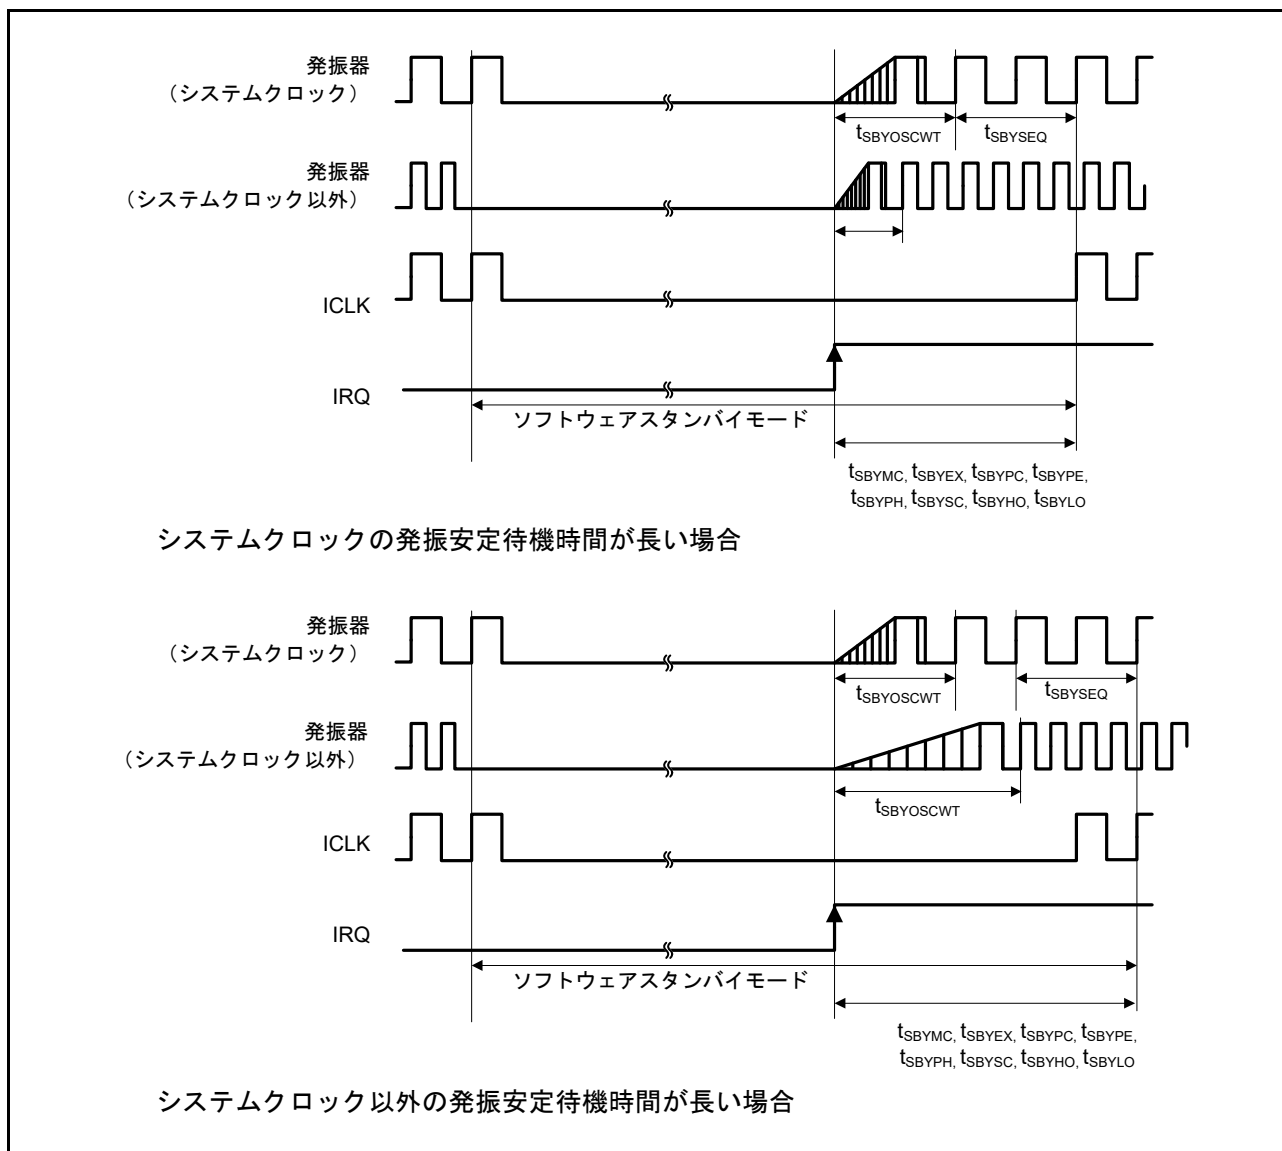 発振器
（システムクロック）
tSBYOSCWT
tSBYSEQ
発振器
（システムクロック以外）
ICLK
IRQ
ソフトウェアスタンバイモード
tSBYMC, tSBYEX, tSBYPC, tSBYPE,
tSBYPH, tSBYSC, tSBYHO, tSBYLO
システムクロックの発振安定待機時間が長い場合
発振器
（システムクロック）
tSBYOSCWT
tSBYSEQ
発振器
（システムクロック以外）
tSBYOSCWT
ICLK
IRQ
ソフトウェアスタンバイモード
tSBYMC, tSBYEX, tSBYPC, tSBYPE,
tSBYPH, tSBYSC, tSBYHO, tSBYLO
システムクロック以外の発振安定待機時間が長い場合